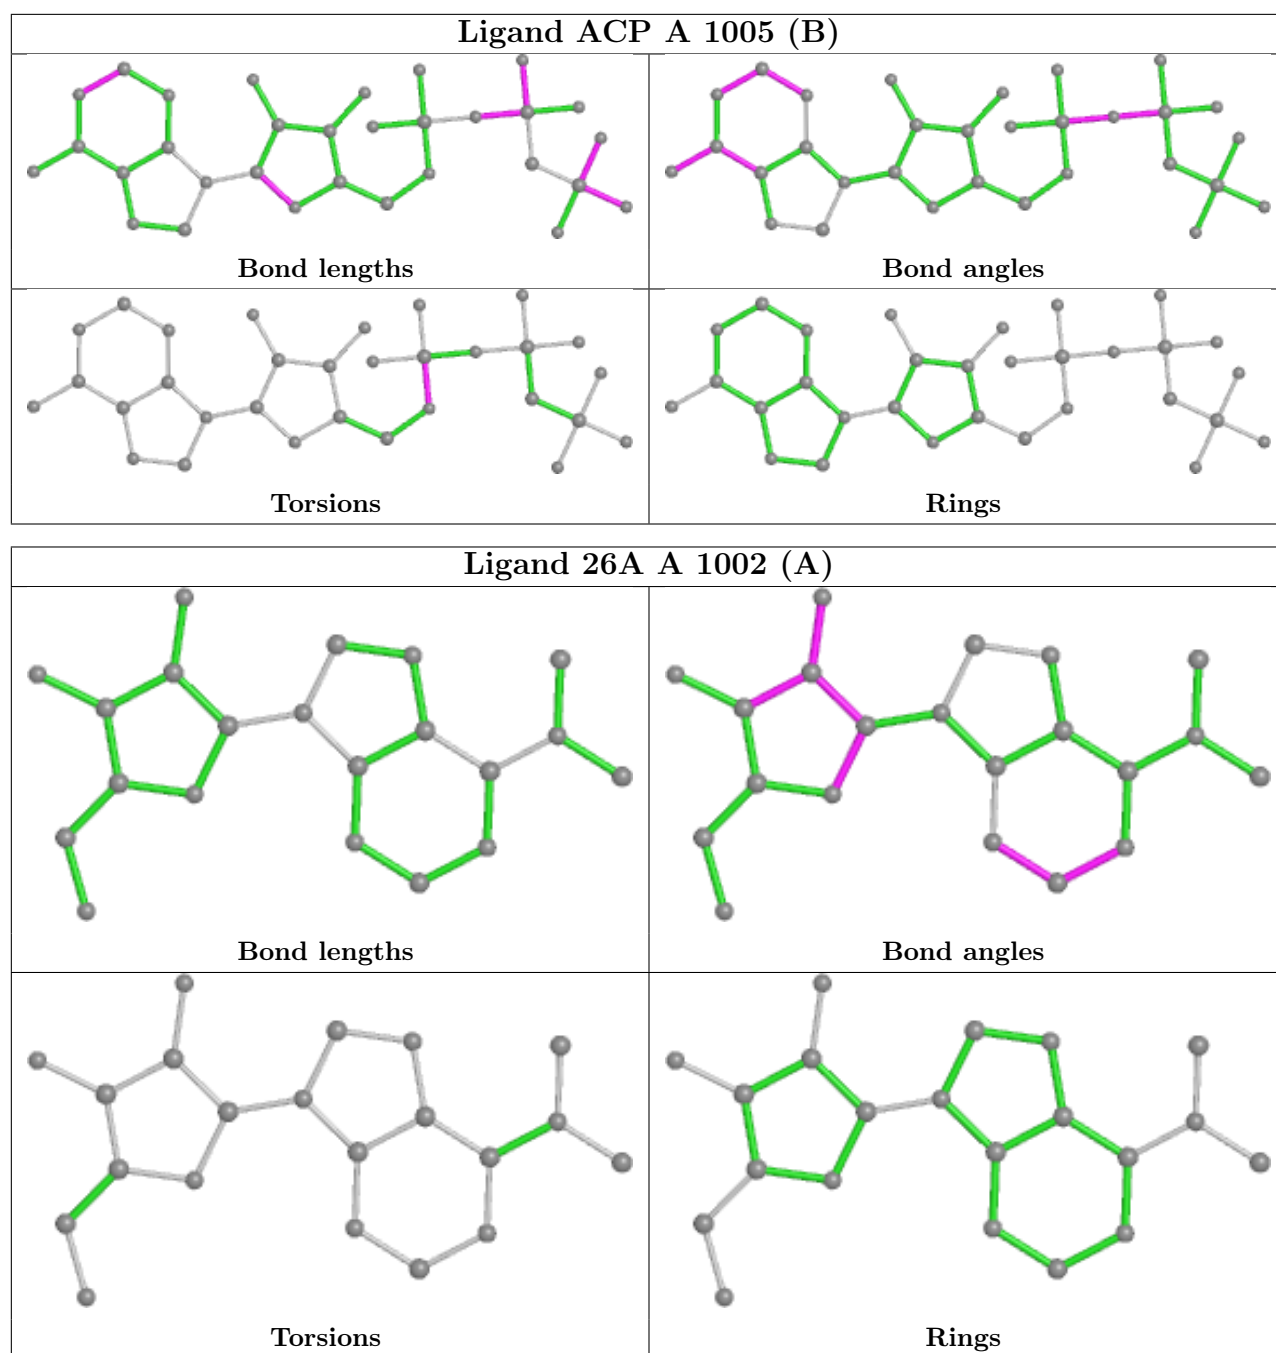 Ligand ACP A 1005 (B)
Bond lengths
Bond angles
Torsions
Rings
Ligand 26A A 1002 (A)
Bond lengths
Bond angles
Torsions
Rings